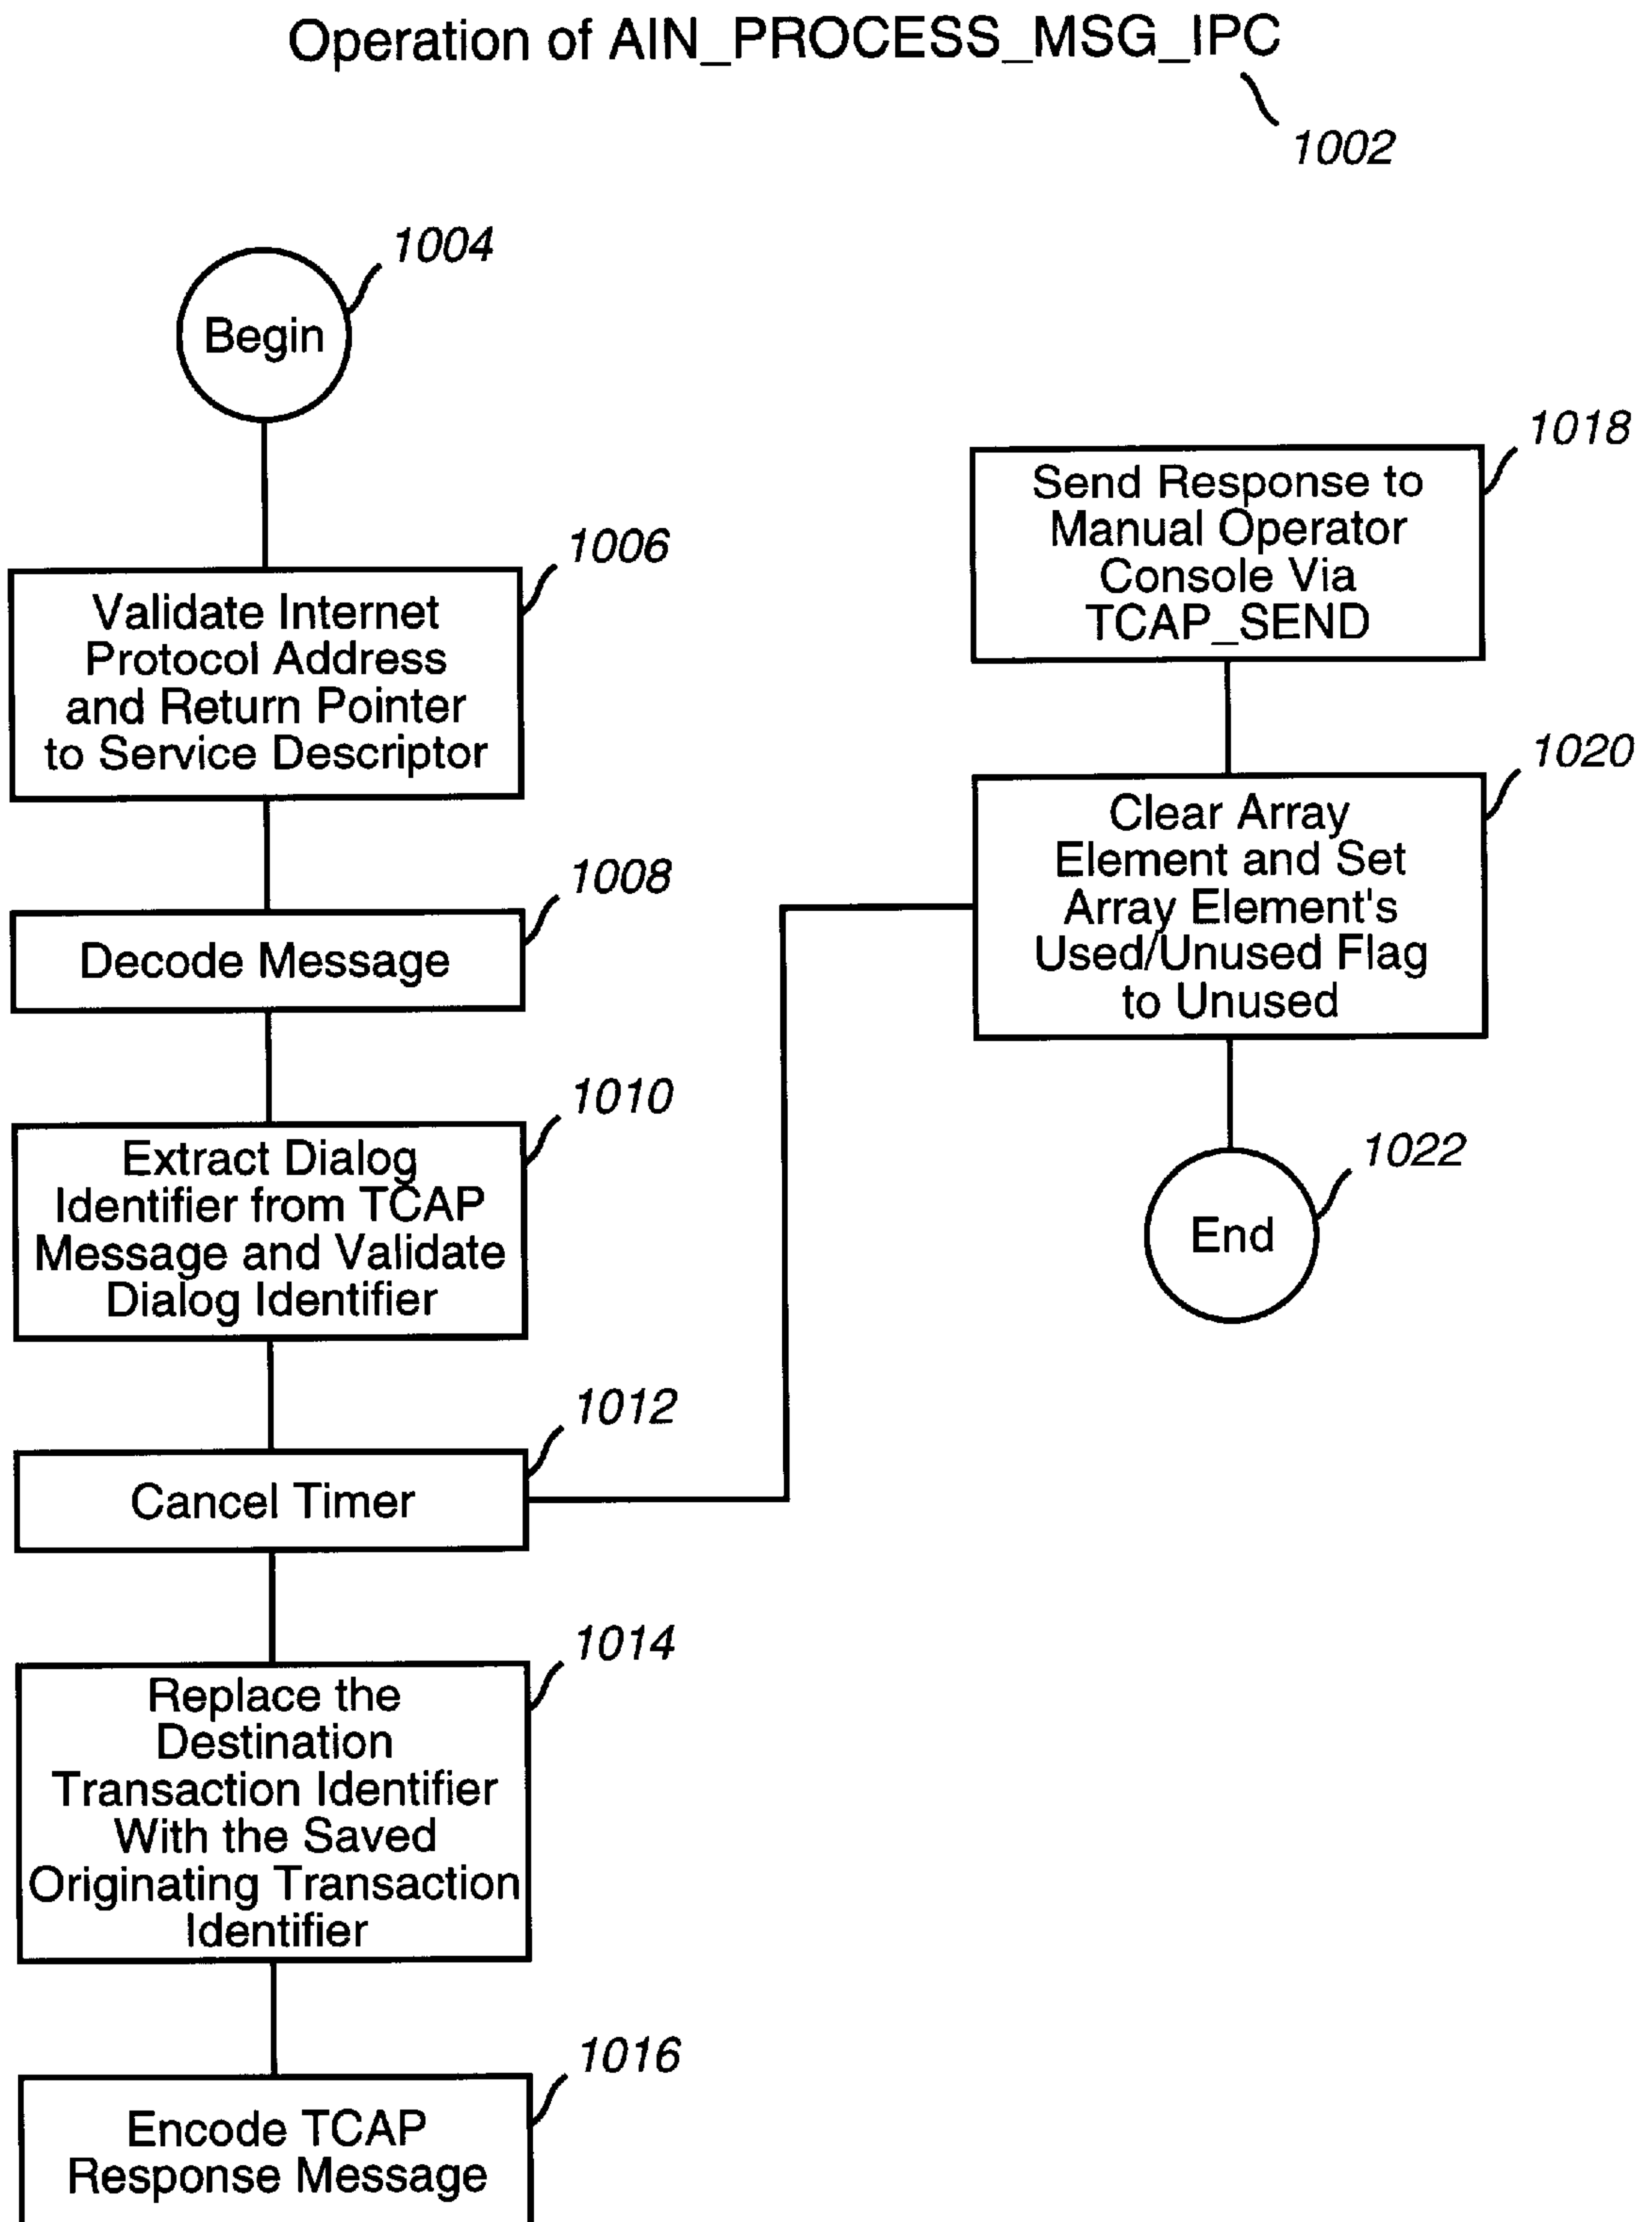 Operation of AIN_PROCESS_MSG_IPC
1002
1004
Begin
1006
Validate Internet
Protocol Address
and Return Pointer
to Service Descriptor
1008
Decode Message
1010
Extract Dialog
Identifier from TCAP
Message and Validate
Dialog Identifier
1012
Cancel Timer
1014
Replace the
Destination
Transaction Identifier
With the Saved
Originating Transaction
Identifier
1016
Encode TCAP
Response Message
1018
Send Response to
Manual Operator
Console Via
TCAP_SEND
1020
Clear Array
Element and Set
Array Element's
Used/Unused Flag
to Unused
1022
End